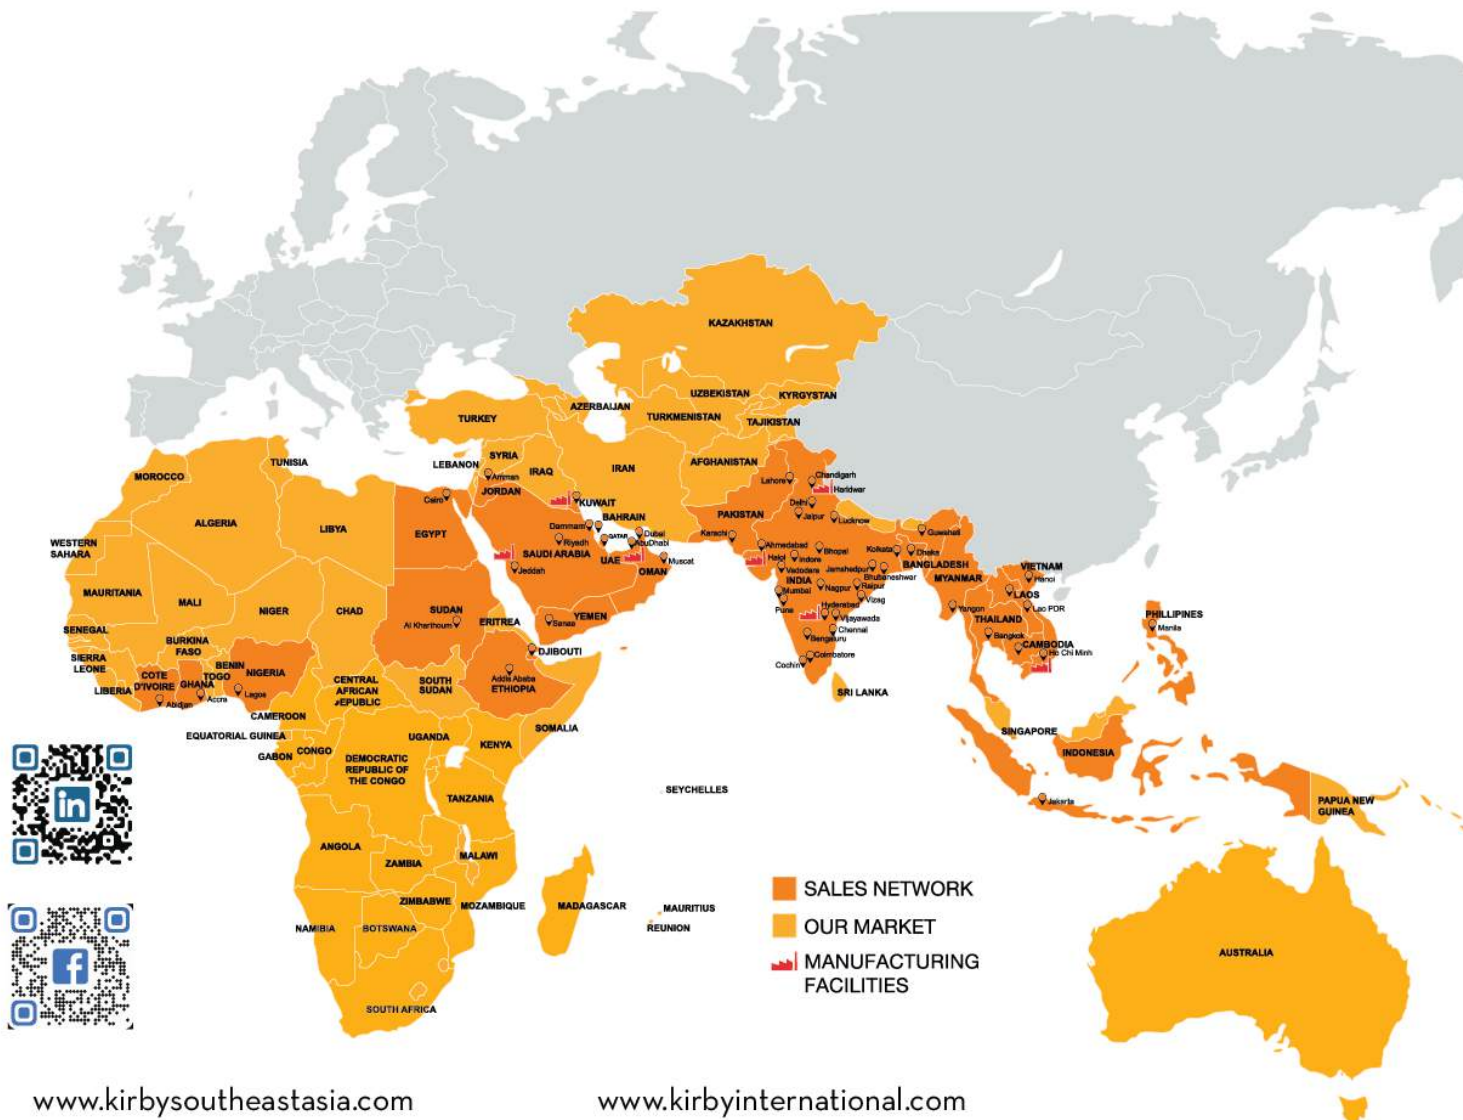 KAZAKHSTAN
UZBEKISTAN
KYRGYSTAN
AZERBAIJAN
TURKMENISTAN
TAJIKISTAN
TURKEY
SYRIA
LEBANON
IRAQ
IRAN
AFGHANISTAN
TUNISIA
MOROCCO
Amman
JORDAN
Lahore
Chandigarh
Haridwar
Cairo
KUWAIT
Delhi
Jaipur
Lucknow
PAKISTAN
ALGERIA
LIBYA
EGYPT
Dammam
BAHRAIN
QATAR
Dubai
AbuDhabi
Riyadh
SAUDI ARABIA
UAE
Muscat
OMAN
Jeddah
Karachi
Guwahati
WESTERN
SAHARA
Ahmedabad
Halol
Indore
Bhopal
Kolkata
Dhaka
BANGLADESH
Vadodara
Jamshedpur
Bhubaneshwar
MYANMAR
VIETNAM
Hanoi
INDIA
Mumbai
Nagpur
Raipur
LAOS
MAURITANIA
MALI
NIGER
CHAD
SUDAN
Al Kharthoum
ERITREA
Sanaa
YEMEN
Pune
Hyderabad
Vizag
Vijayawada
Yangon
Lao PDR
THAILAND
PHILLIPINES
Manila
SENEGAL
BURKINA
FASO
Chennai
Bengaluru
Bangkok
CAMBODIA
Ho Chi Minh
DJIBOUTI
Coimbatore
Cochin
SIERRA
LEONE
BENIN
TOGO
NIGERIA
COTE
D'IVOIRE
GHANA
Lagos
Accra
Abidjan
LIBERIA
CENTRAL
AFRICAN
REPUBLIC
SOUTH
SUDAN
Addis Ababa
ETHIOPIA
SRI LANKA
CAMEROON
EQUATORIAL GUINEA
GABON
CONGO
UGANDA
KENYA
SOMALIA
SINGAPORE
INDONESIA
DEMOCRATIC
REPUBLIC OF
THE CONGO
SEYCHELLES
TANZANIA
Jakarta
PAPUA NEW
GUINEA
in
ANGOLA
ZAMBIA
MALAWI
ZIMBABWE
MOZAMBIQUE
MADAGASCAR
MAURITIUS
REUNION
NAMIBIA
BOTSWANA
SOUTH AFRICA
AUSTRALIA
SALES NETWORK
OUR MARKET
MANUFACTURING
FACILITIES
f
www.kirbysoutheastasia.com
www.kirbyinternational.com